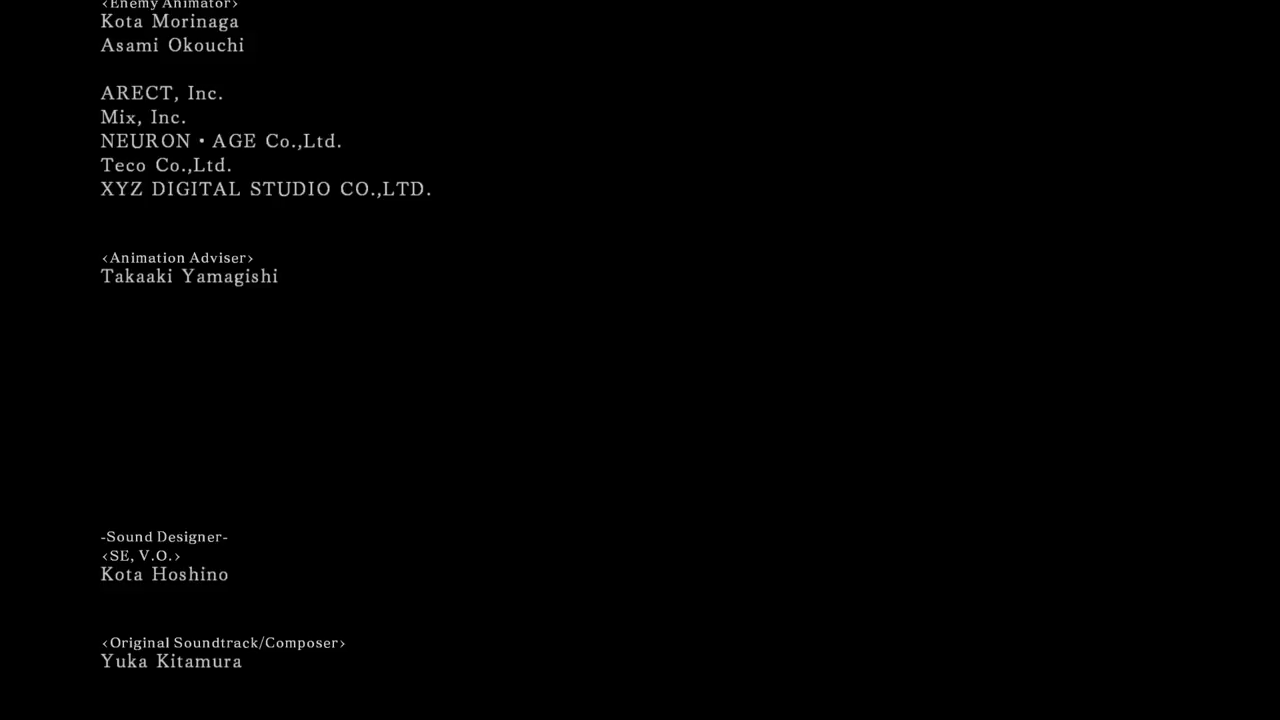 ‹Enemy Animator›
Kota Morinaga
Asami Okouchi
ARECT, Inc.
Mix, Inc.
NEURON・AGE Co.,Ltd.
Teco Co.,Ltd.
XYZ DIGITAL STUDIO CO.,LTD.
‹Animation Adviser›
Takaaki Yamagishi
-Sound Designer-
‹SE, V.O.›
Kota Hoshino
‹Original Soundtrack/Composer›
Yuka Kitamura